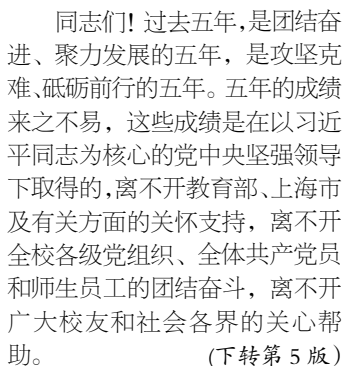 同志们！过去五年，是团结奋
进、聚力发展的五年，是攻坚克
难、砥砺前行的五年。五年的成绩
来之不易，这些成绩是在以习近
平同志为核心的党中央坚强领导
下取得的，离不开教育部、上海市
及有关方面的关怀支持，离不开
全校各级党组织、全体共产党员
和师生员工的团结奋斗，离不开
广大校友和社会各界的关心帮
助。 (下转第 5 版)